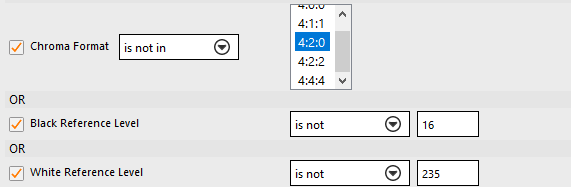 4:0:0
4:1:1
Chroma Format is not in 4:2:0
4:2:2
4:4:4
OR
Black Reference Level is not 16
OR
White Reference Level is not 235